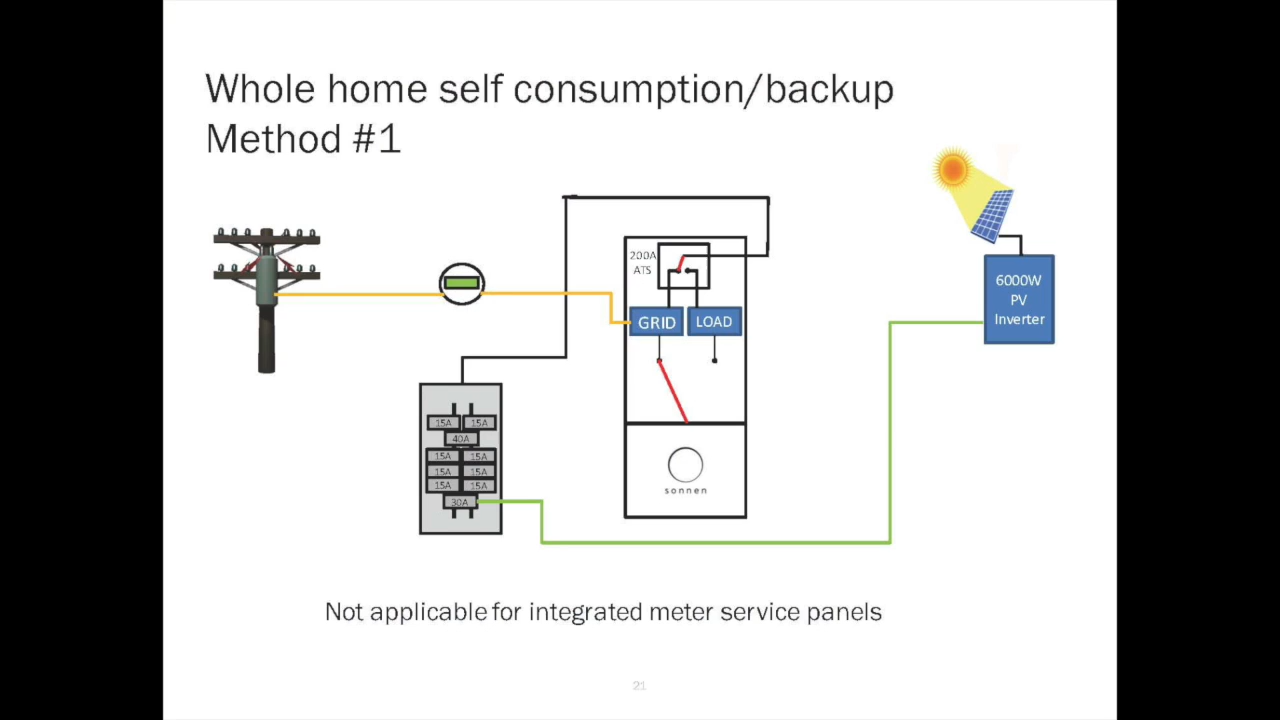 Whole home self consumption/backup
Method #1
200A
ATS
GRID
LOAD
6000W
PV
Inverter
15A 15A
40A
15A 15A
15A 15A
15A 15A
30A
sonnen
Not applicable for integrated meter service panels
21